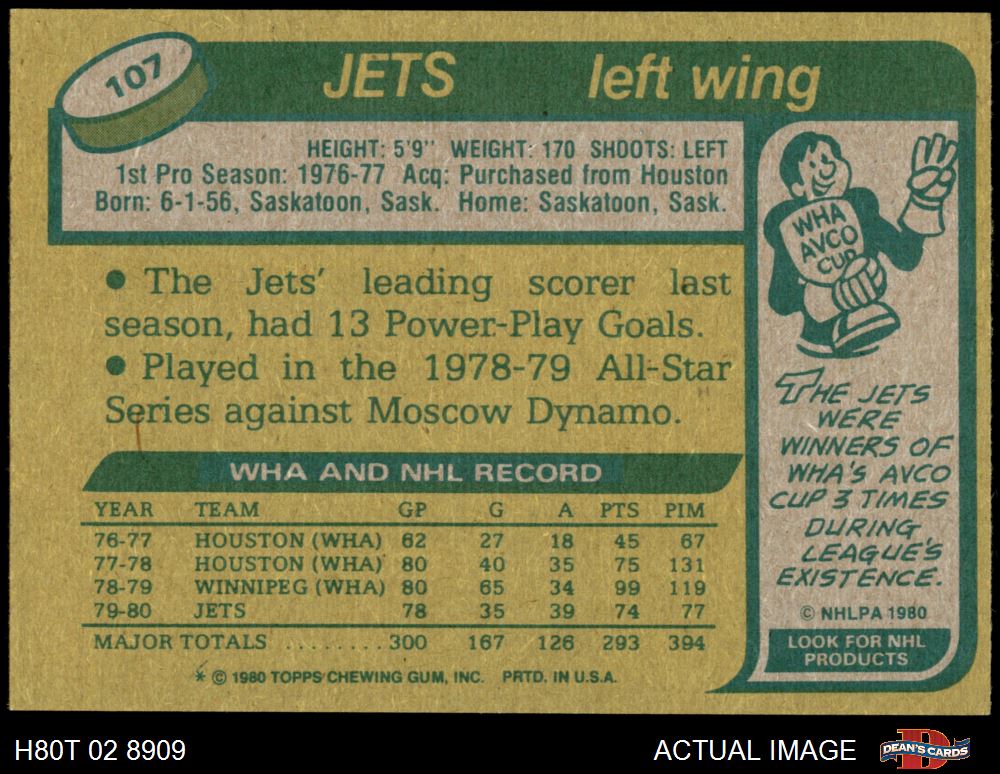 107
JETS left wing
HEIGHT: 5'9" WEIGHT: 170 SHOOTS: LEFT
1st Pro Season: 1976-77 Acq: Purchased from Houston
Born: 6-1-56, Saskatoon, Sask. Home: Saskatoon, Sask.
• The Jets' leading scorer last
season, had 13 Power-Play Goals.
• Played in the 1978-79 All-Star
Series against Moscow Dynamo.
WHA AND NHL RECORD
YEAR TEAM GP G A PTS PIM
76-77 HOUSTON (WHA) 62 27 18 45 67
77-78 HOUSTON (WHA) 80 40 35 75 131
78-79 WINNIPEG (WHA) 80 65 34 99 119
79-80 JETS 78 35 39 74 77
MAJOR TOTALS ........ 300 167 126 293 394
* © 1980 TOPPS CHEWING GUM, INC. PRTD. IN U.S.A.
WHA
AVCO
CUP
THE JETS
WERE
WINNERS OF
WHA'S AVCO
CUP 3 TIMES
DURING
LEAGUE'S
EXISTENCE.
© NHLPA 1980
LOOK FOR NHL
PRODUCTS
H80T 02 8909 ACTUAL IMAGE
D
DEAN'S CARDS